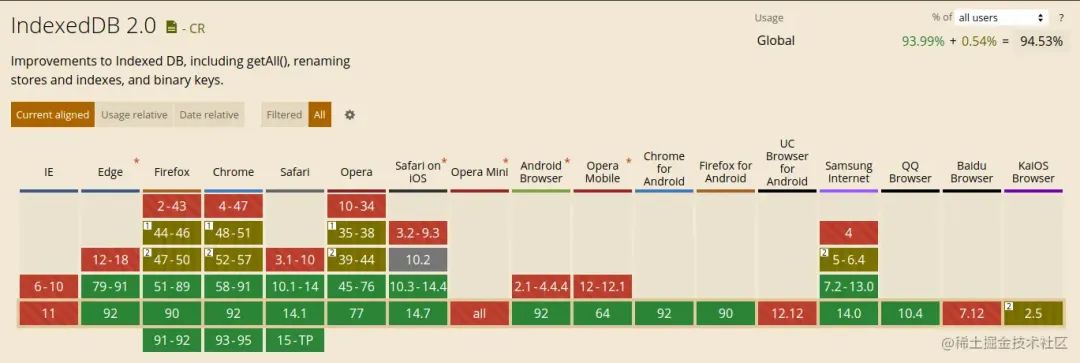 IndexedDB 2.0 - CR
Usage % of all users ?
Global 93.99% + 0.54% = 94.53%
Improvements to Indexed DB, including getAll(), renaming
stores and indexes, and binary keys.
Current aligned Usage relative Date relative Filtered All
IE Edge * Firefox Chrome Safari Opera Safari on iOS * Opera Mini * Android Browser * Opera Mobile * Chrome for Android Firefox for Android UC Browser for Android Samsung Internet QQ Browser Baidu Browser KaiOS Browser
2-43 4-47 10-34
1 44-46 1 48-51 1 35-38 3.2-9.3 4
12-18 2 47-50 2 52-57 3.1-10 2 39-44 10.2 2 5-6.4
6-10 79-91 51-89 58-91 10.1-14 45-76 10.3-14.4 2.1-4.4.4 12-12.1 7.2-13.0
11 92 90 92 14.1 77 14.7 all 92 64 92 90 12.12 14.0 10.4 7.12 2 2.5
91-92 93-95 15-TP
@稀土掘金技术社区